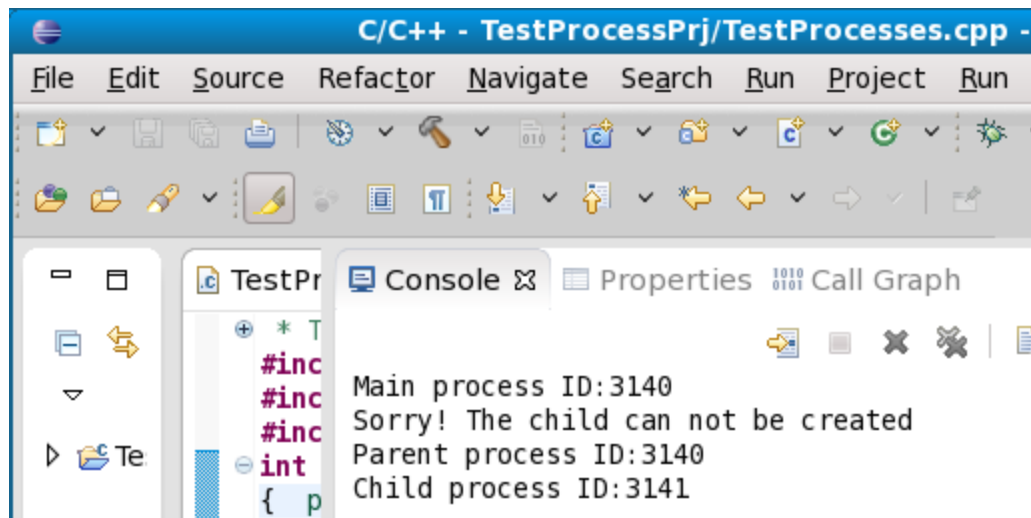 C/C++ - TestProcessPrj/TestProcesses.cpp -
File Edit Source Refactor Navigate Search Run Project Run
TestPr
Console Properties Call Graph
* T
#inc
#inc
#inc
int
{ p
Te
Main process ID:3140
Sorry! The child can not be created
Parent process ID:3140
Child process ID:3141